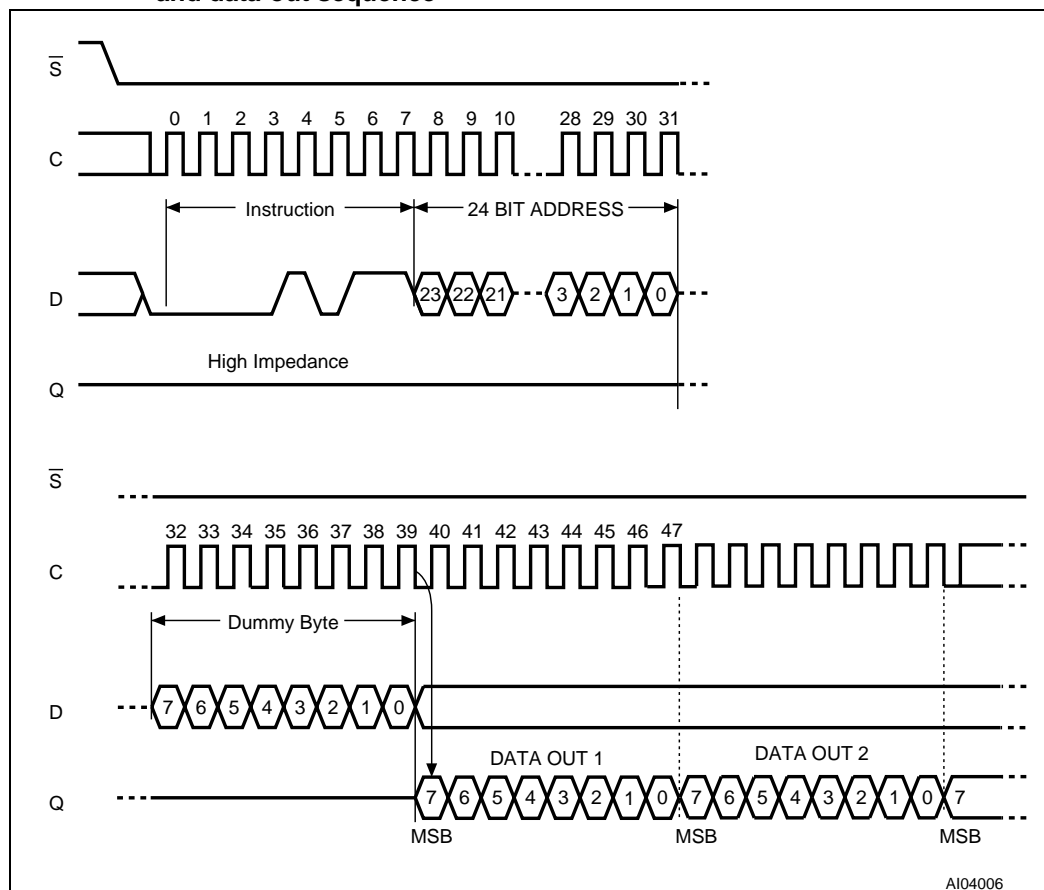 and data-out sequence
S
0 1 2 3 4 5 6 7 8 9 10 28 29 30 31
C
Instruction 24 BIT ADDRESS
D 23 22 21 3 2 1 0
High Impedance
Q
S
32 33 34 35 36 37 38 39 40 41 42 43 44 45 46 47
C
Dummy Byte
D 7 6 5 4 3 2 1 0
DATA OUT 1 DATA OUT 2
Q 7 6 5 4 3 2 1 0 7 6 5 4 3 2 1 0 7
MSB MSB MSB
AI04006